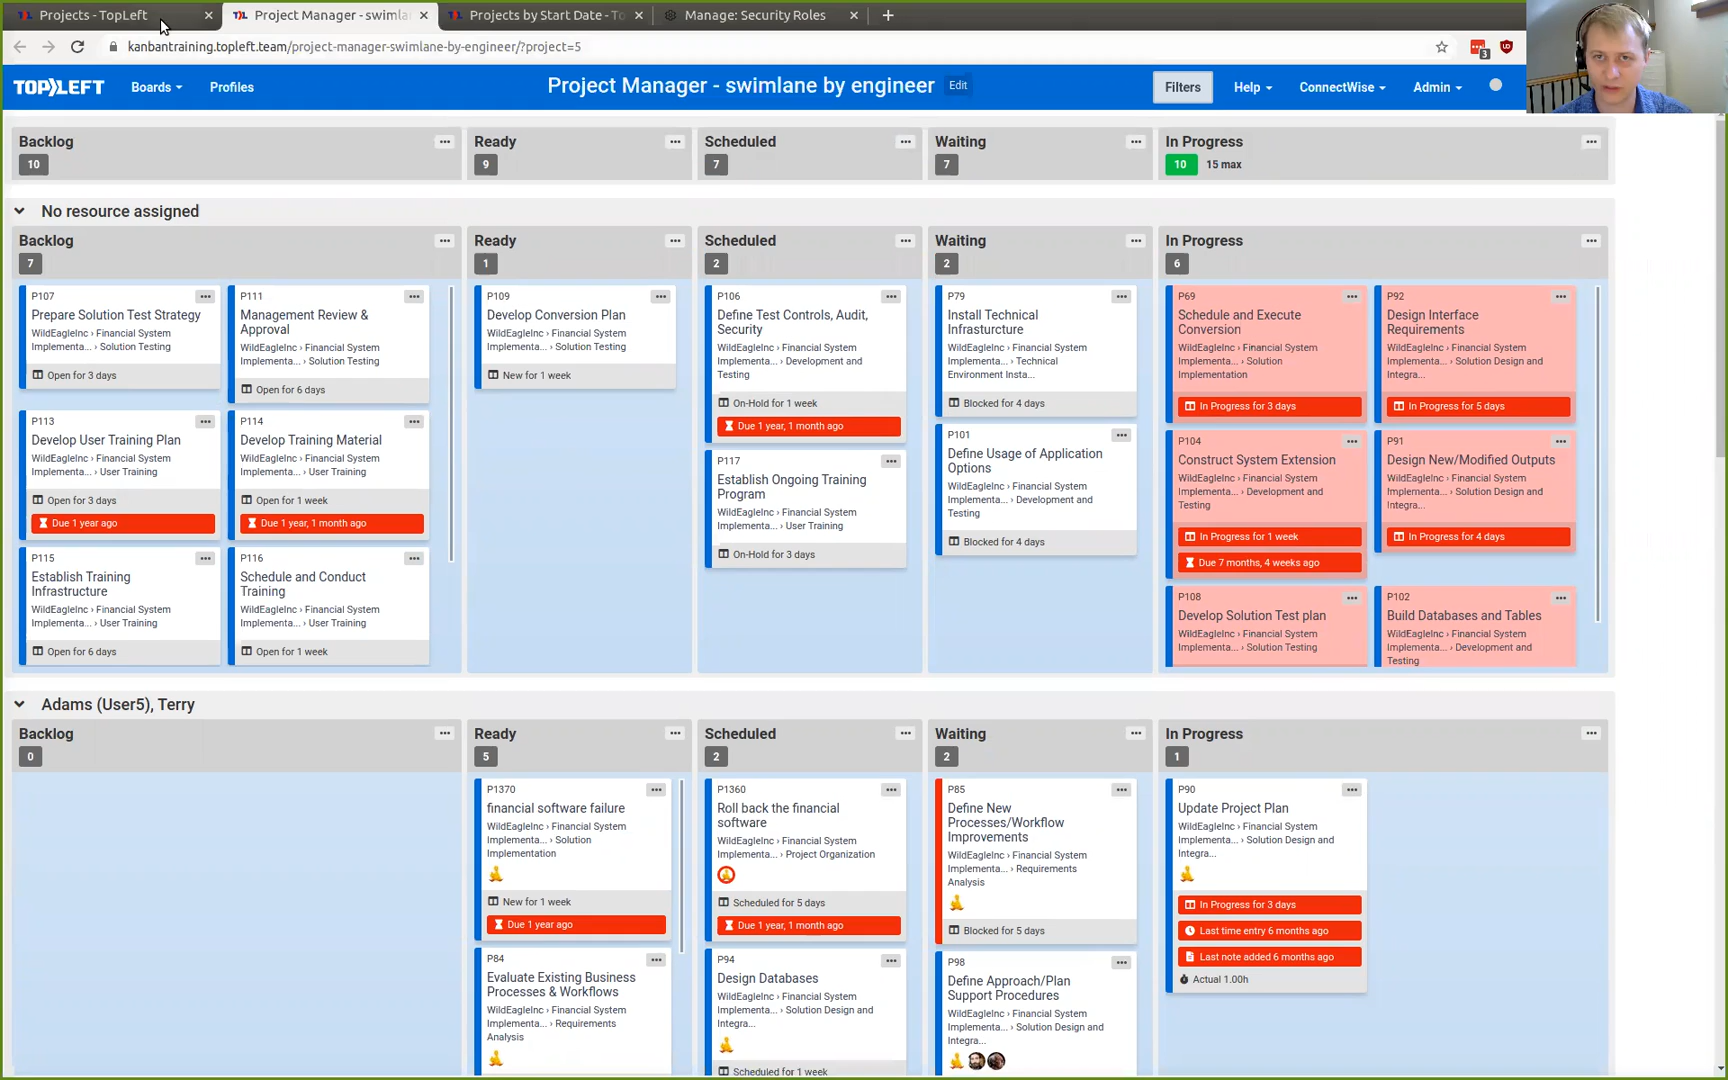 Projects - TopLeft
Project Manager - swimla
Projects by Start Date - To
Manage: Security Roles
kanbantraining.topleft.team/project-manager-swimlane-by-engineer/?project=5
3
TOP LEFT
Boards
Profiles
Project Manager - swimlane by engineer
Edit
Filters
Help
ConnectWise
Admin
Backlog
10
Ready
9
Scheduled
7
Waiting
7
In Progress
10 15 max
No resource assigned
Backlog
7
Ready
1
Scheduled
2
Waiting
2
In Progress
6
P107
Prepare Solution Test Strategy
WildEagleInc › Financial System
Implementa... › Solution Testing
Open for 3 days
P111
Management Review &
Approval
WildEagleInc › Financial System
Implementa... › Solution Testing
Open for 6 days
P113
Develop User Training Plan
WildEagleInc › Financial System
Implementa... › User Training
Open for 3 days
Due 1 year ago
P114
Develop Training Material
WildEagleInc › Financial System
Implementa... › User Training
Open for 1 week
Due 1 year, 1 month ago
P115
Establish Training
Infrastructure
WildEagleInc › Financial System
Implementa... › User Training
Open for 6 days
P116
Schedule and Conduct
Training
WildEagleInc › Financial System
Implementa... › User Training
Open for 1 week
P109
Develop Conversion Plan
WildEagleInc › Financial System
Implementa... › Solution Testing
New for 1 week
P106
Define Test Controls, Audit,
Security
WildEagleInc › Financial System
Implementa... › Development and
Testing
On-Hold for 1 week
Due 1 year, 1 month ago
P117
Establish Ongoing Training
Program
WildEagleInc › Financial System
Implementa... › User Training
On-Hold for 3 days
P79
Install Technical
Infrasturcture
WildEagleInc › Financial System
Implementa... › Technical
Environment Insta...
Blocked for 4 days
P101
Define Usage of Application
Options
WildEagleInc › Financial System
Implementa... › Development and
Testing
Blocked for 4 days
P69
Schedule and Execute
Conversion
WildEagleInc › Financial System
Implementa... › Solution
Implementation
In Progress for 3 days
P92
Design Interface
Requirements
WildEagleInc › Financial System
Implementa... › Solution Design and
Integra...
In Progress for 5 days
P104
Construct System Extension
WildEagleInc › Financial System
Implementa... › Development and
Testing
In Progress for 1 week
Due 7 months, 4 weeks ago
P91
Design New/Modified Outputs
WildEagleInc › Financial System
Implementa... › Solution Design and
Integra...
In Progress for 4 days
P108
Develop Solution Test plan
WildEagleInc › Financial System
Implementa... › Solution Testing
P102
Build Databases and Tables
WildEagleInc › Financial System
Implementa... › Development and
Testing
Adams (User5), Terry
Backlog
0
Ready
5
Scheduled
2
Waiting
2
In Progress
1
P1370
financial software failure
WildEagleInc › Financial System
Implementa... › Solution
Implementation
New for 1 week
Due 1 year ago
P84
Evaluate Existing Business
Processes & Workflows
WildEagleInc › Financial System
Implementa... › Requirements
Analysis
P1360
Roll back the financial
software
WildEagleInc › Financial System
Implementa... › Project Organization
Scheduled for 5 days
Due 1 year, 1 month ago
P94
Design Databases
WildEagleInc › Financial System
Implementa... › Solution Design and
Integra...
Scheduled for 1 week
P85
Define New
Processes/Workflow
Improvements
WildEagleInc › Financial System
Implementa... › Requirements
Analysis
Blocked for 5 days
P98
Define Approach/Plan
Support Procedures
WildEagleInc › Financial System
Implementa... › Solution Design and
Integra...
P90
Update Project Plan
WildEagleInc › Financial System
Implementa... › Solution Design and
Integra...
In Progress for 3 days
Last time entry 6 months ago
Last note added 6 months ago
Actual 1.00h